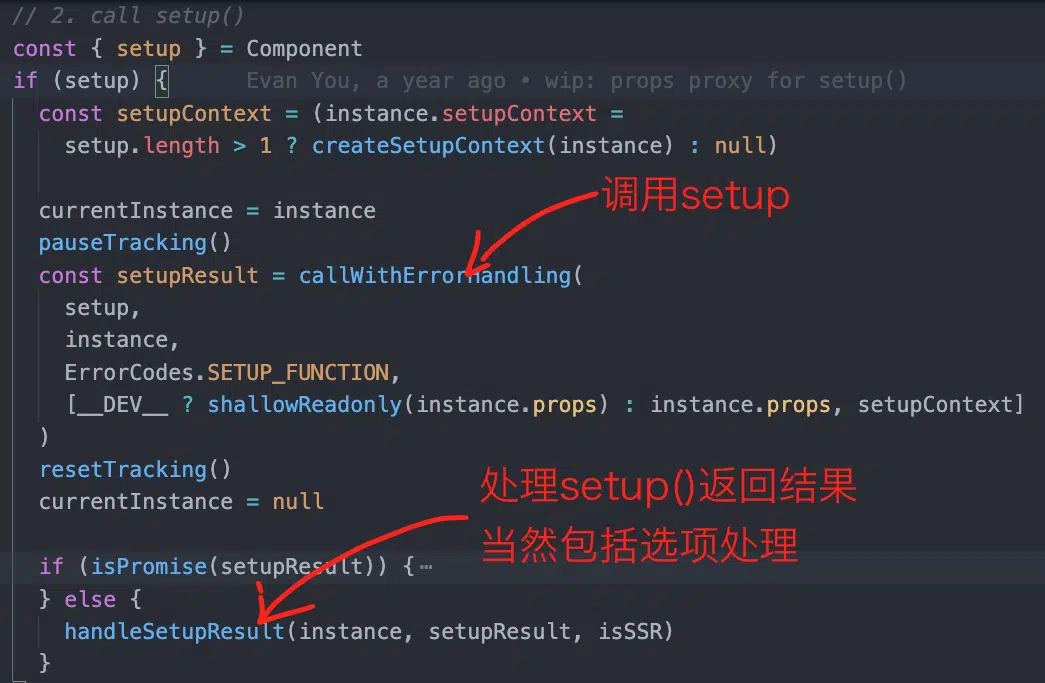 // 2. call setup()
const { setup } = Component
if (setup) { Evan You, a year ago • wip: props proxy for setup()
const setupContext = (instance.setupContext =
setup.length > 1 ? createSetupContext(instance) : null)
调用setup
currentInstance = instance
pauseTracking()
const setupResult = callWithErrorHandling(
setup,
instance,
ErrorCodes.SETUP_FUNCTION,
[__DEV__ ? shallowReadonly(instance.props) : instance.props, setupContext]
)
resetTracking()
currentInstance = null
处理setup()返回结果
当然包括选项处理
if (isPromise(setupResult)) {⋯
} else {
handleSetupResult(instance, setupResult, isSSR)
}